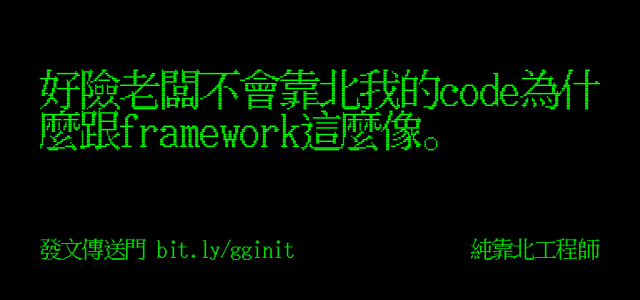 好險老闆不會靠北我的code為什
麼跟framework這麼像。
發文傳送門 bit.ly/gginit
純靠北工程師